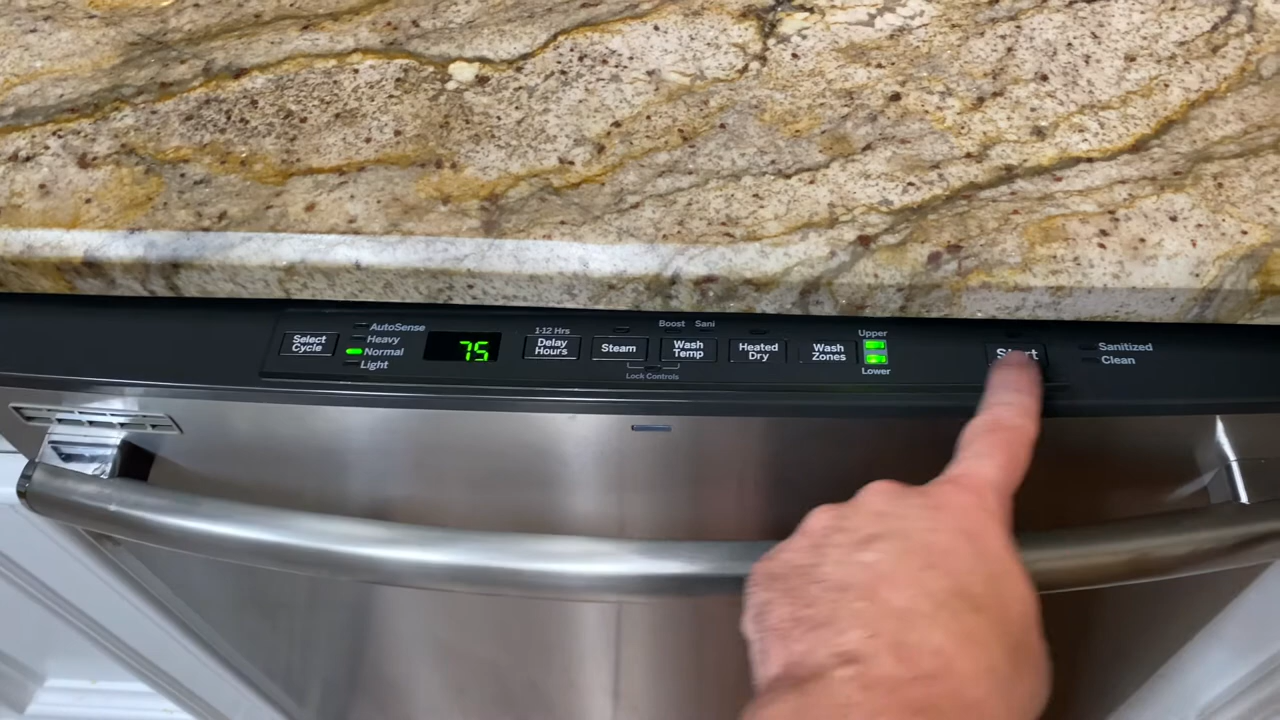 Select
Cycle
AutoSense
Heavy
Normal
Light
75
1-12 Hrs
Delay
Hours
Steam
Boost Sani
Wash
Temp
Lock Controls
Heated
Dry
Wash
Zones
Upper
Lower
Start
Sanitized
Clean